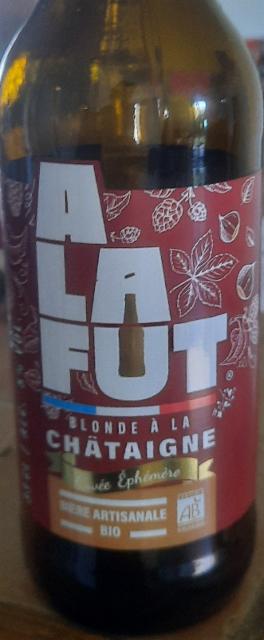 A
LA
FUT
BLONDE À LA
CHÂTAIGNE
Cuvée Éphémère
BIÈRE ARTISANALE
BIO
AB